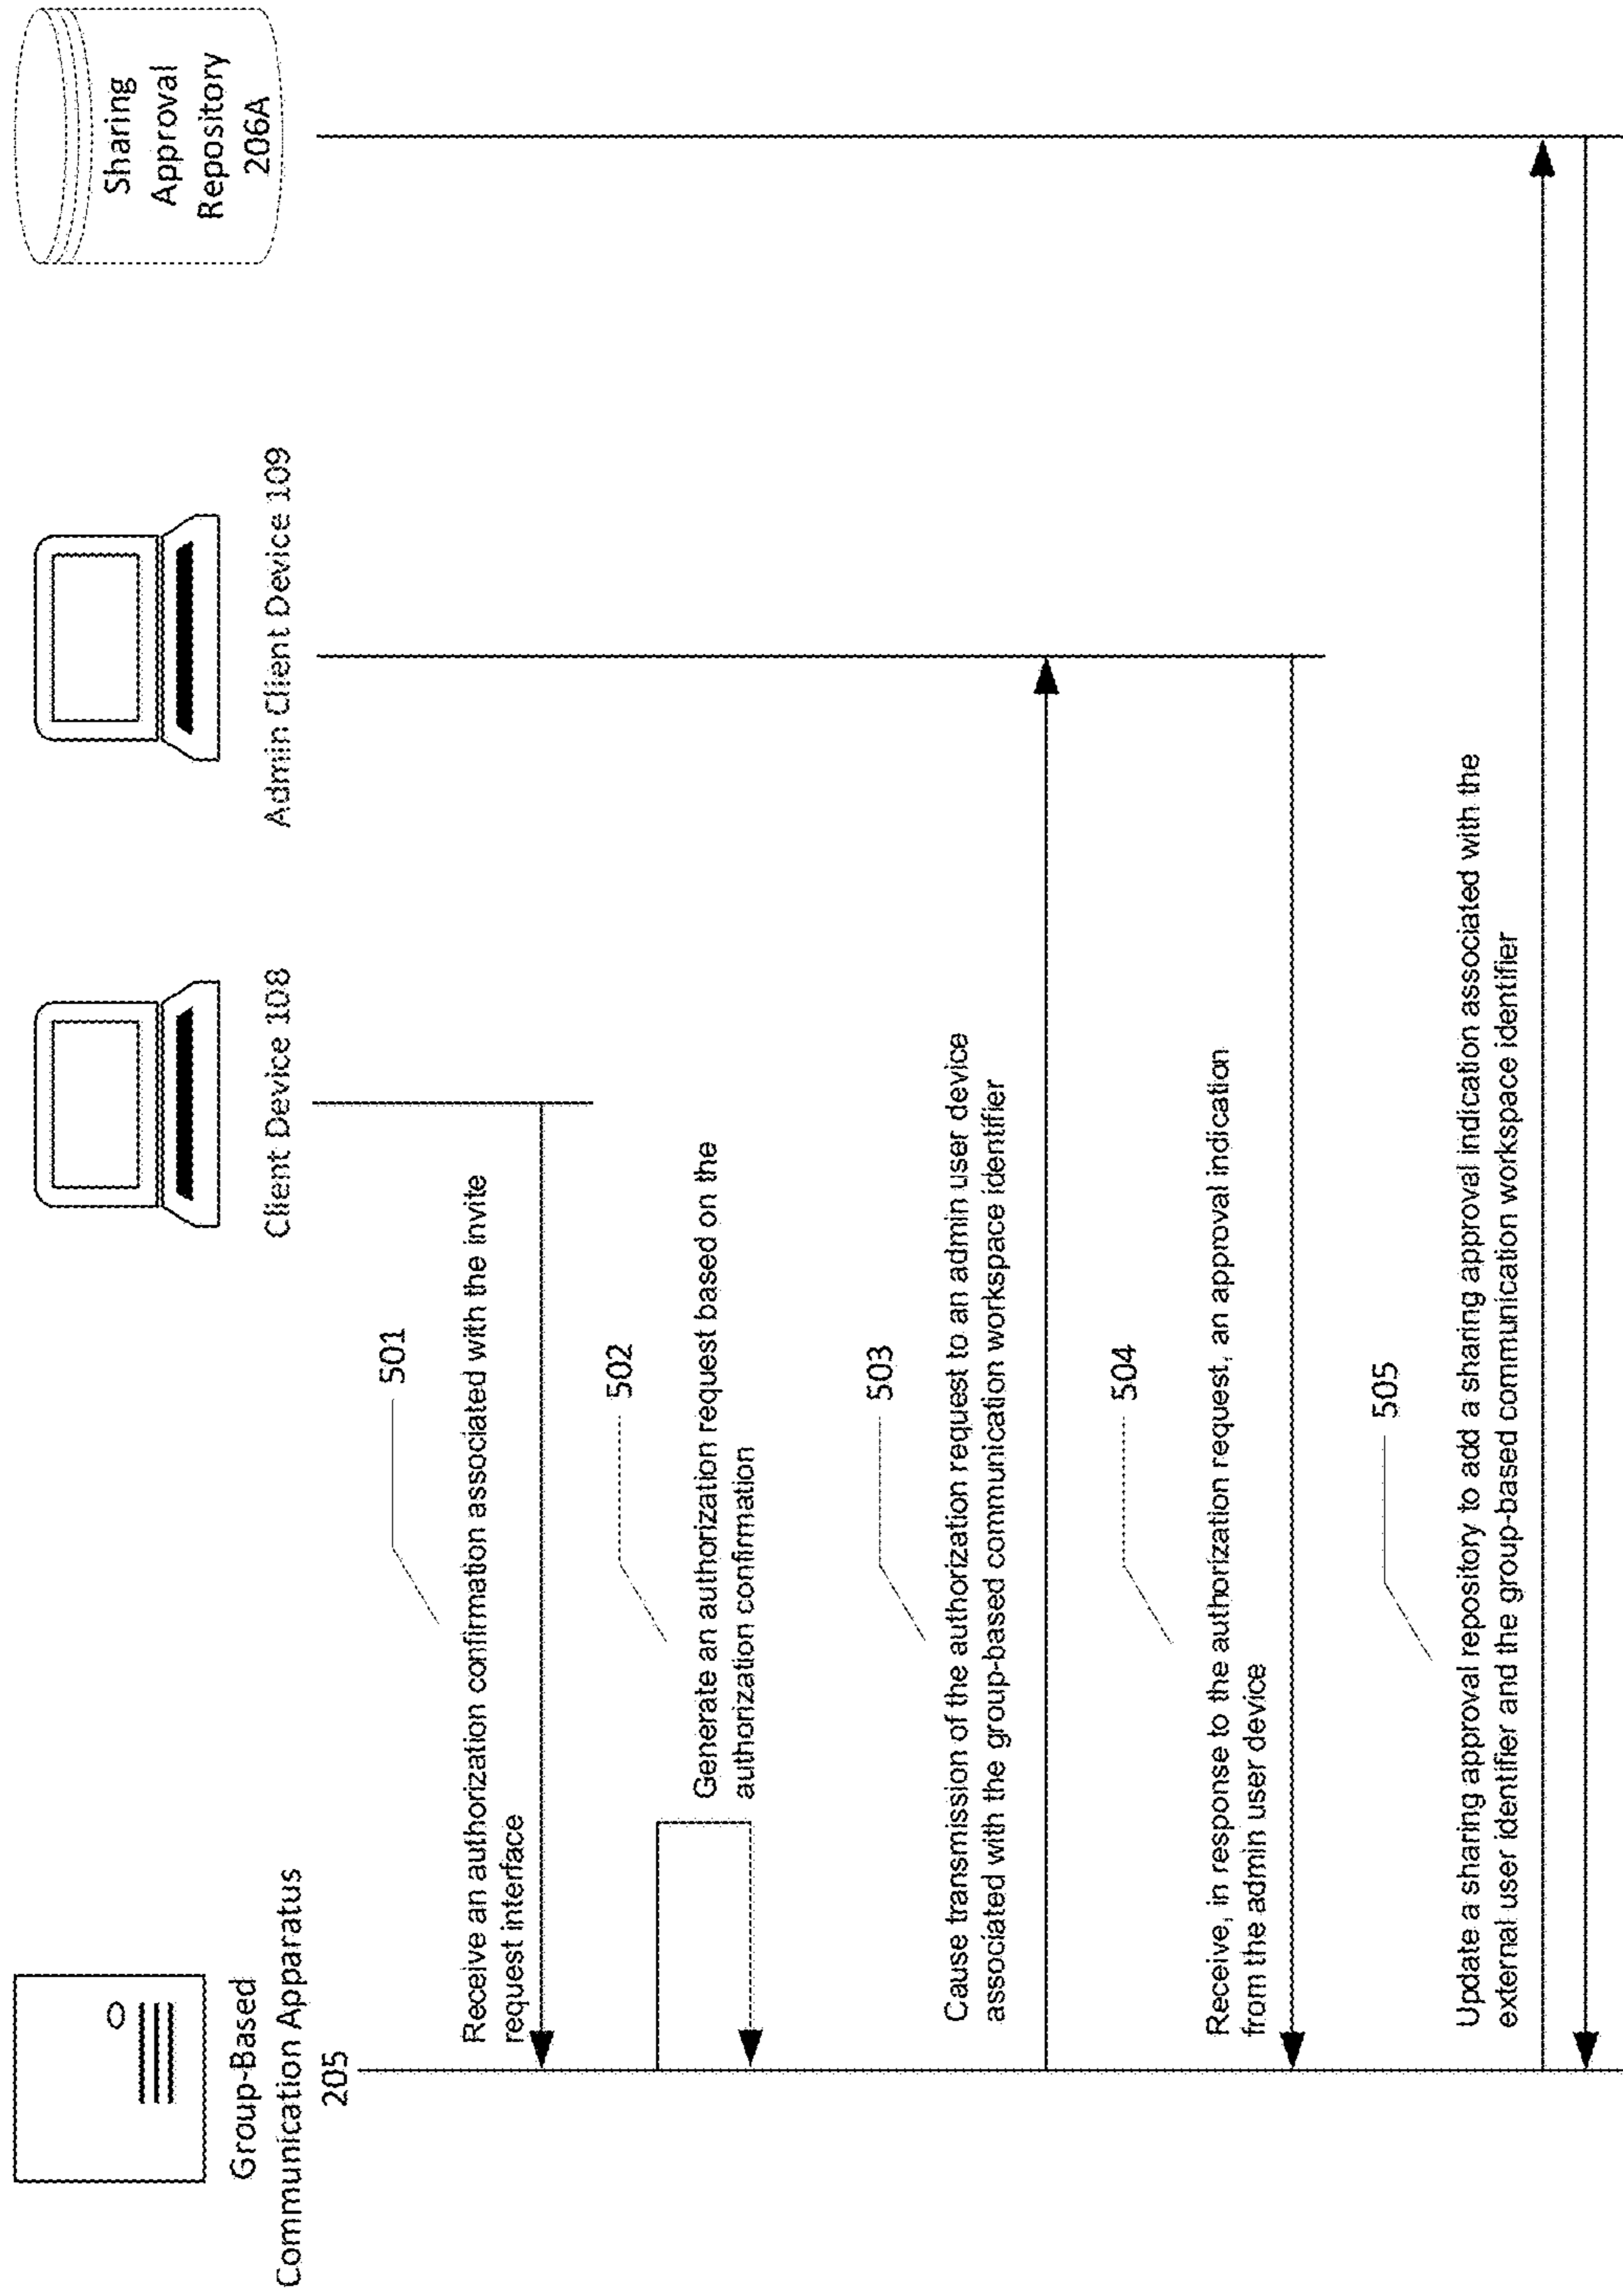 Group-Based
Communication Apparatus
205
Client Device 108
Admin Client Device 109
Sharing
Approval
Repository
206A
501
Receive an authorization confirmation associated with the invite
request interface
502
Generate an authorization request based on the
authorization confirmation
503
Cause transmission of the authorization request to an admin user device
associated with the group-based communication workspace identifier
504
Receive, in response to the authorization request, an approval indication
from the admin user device
505
Update a sharing approval repository to add a sharing approval indication associated with the
external user identifier and the group-based communication workspace identifier